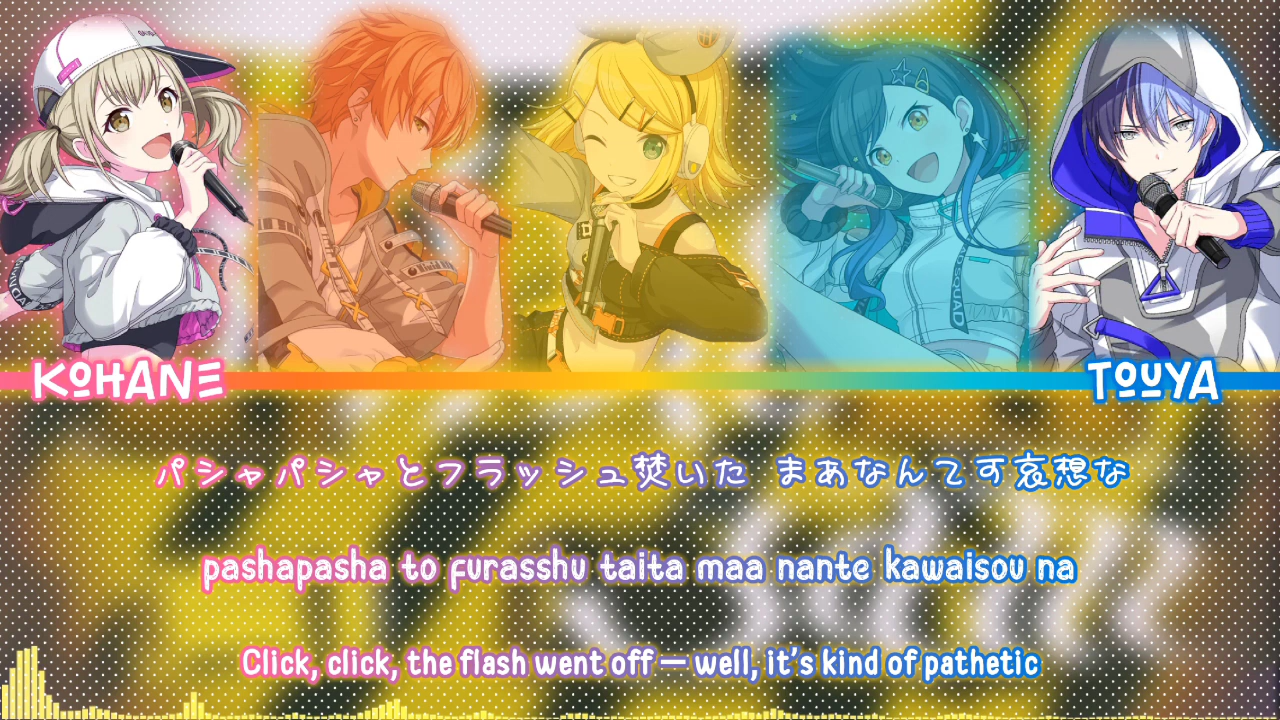 KOHANE
TOUYA
パシャパシャとフラッシュ焚いた まあなんてす哀想な
pashapasha to furasshu taita maa nante kawaisou na
Click, click, the flash went off — well, it's kind of pathetic